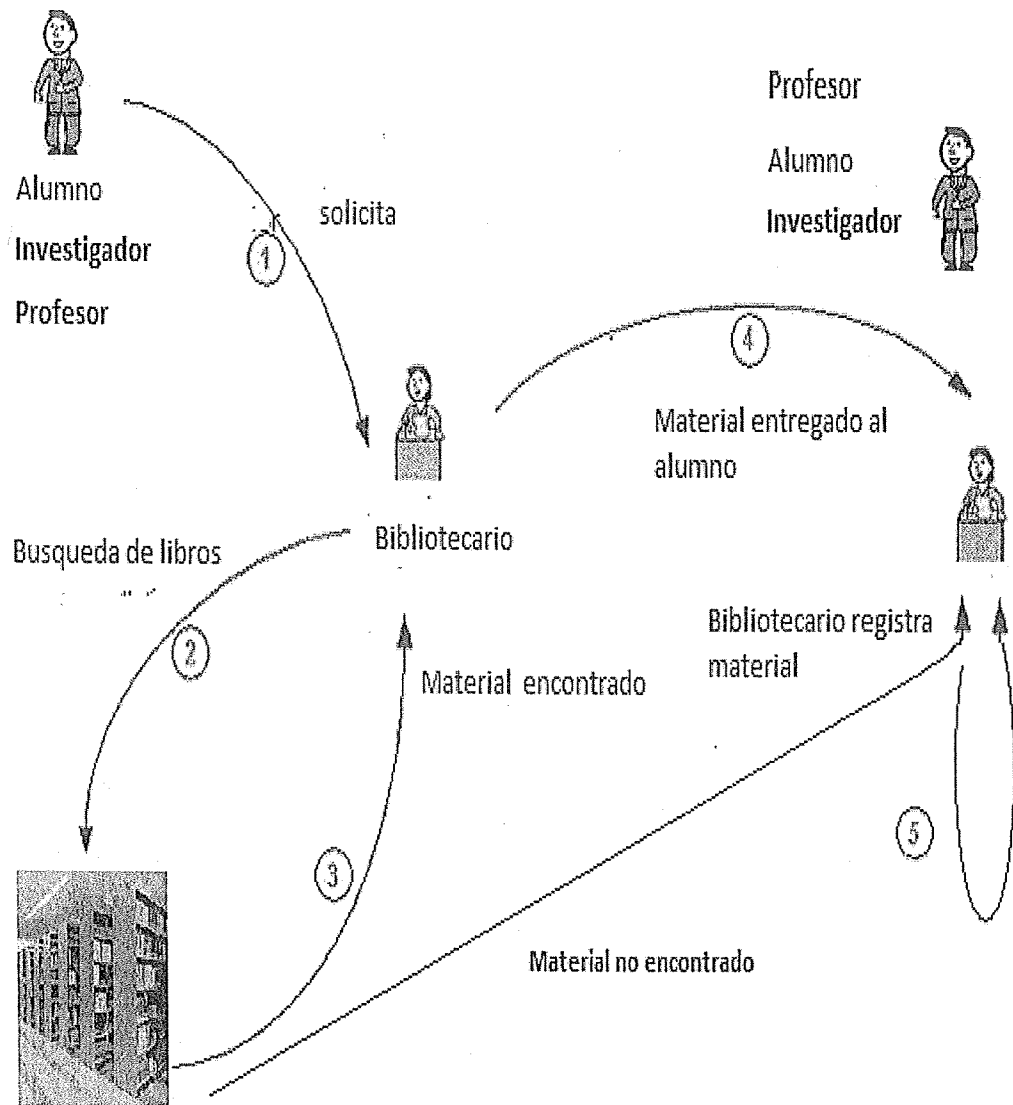 Alumno
Investigador
Profesor
1
solicita
Profesor
Alumno
Investigador
4
Material entregado al
alumno
Bibliotecario
Busqueda de libros
2
Material encontrado
Bibliotecario registra
material
3
5
Material no encontrado